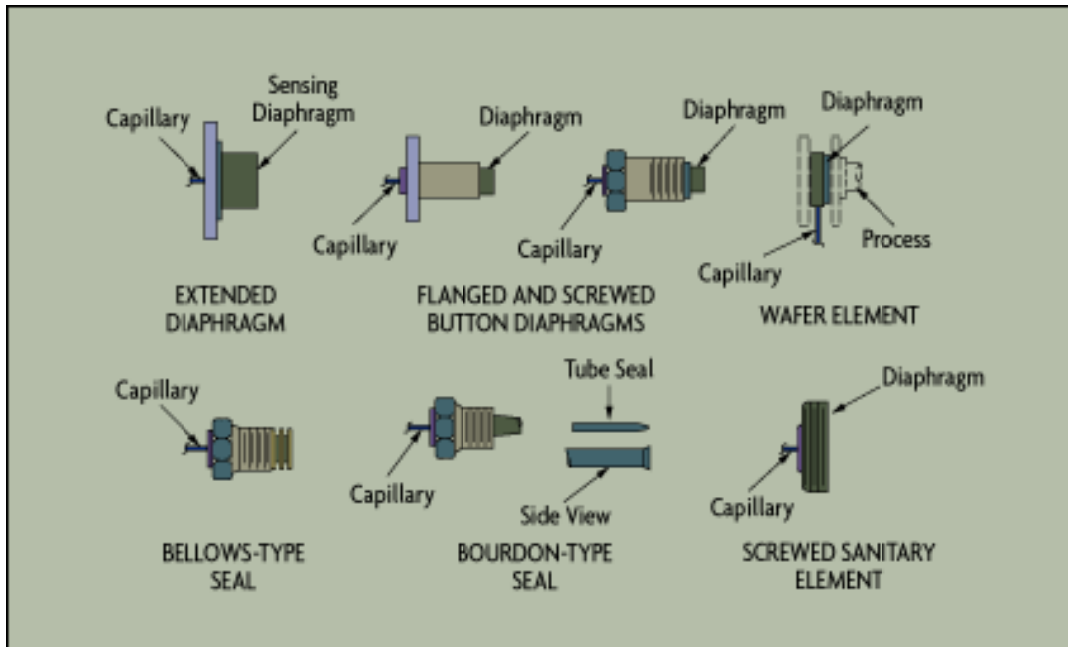 Sensing
Diaphragm
Capillary
Diaphragm
Diaphragm
Diaphragm
Capillary
Capillary
Capillary
Process
EXTENDED
DIAPHRAGM
FLANGED AND SCREWED
BUTTON DIAPHRAGMS
WAFER ELEMENT
Capillary
Tube Seal
Diaphragm
Capillary
Side View
Capillary
BELLOWS-TYPE
SEAL
BOURDON-TYPE
SEAL
SCREWED SANITARY
ELEMENT